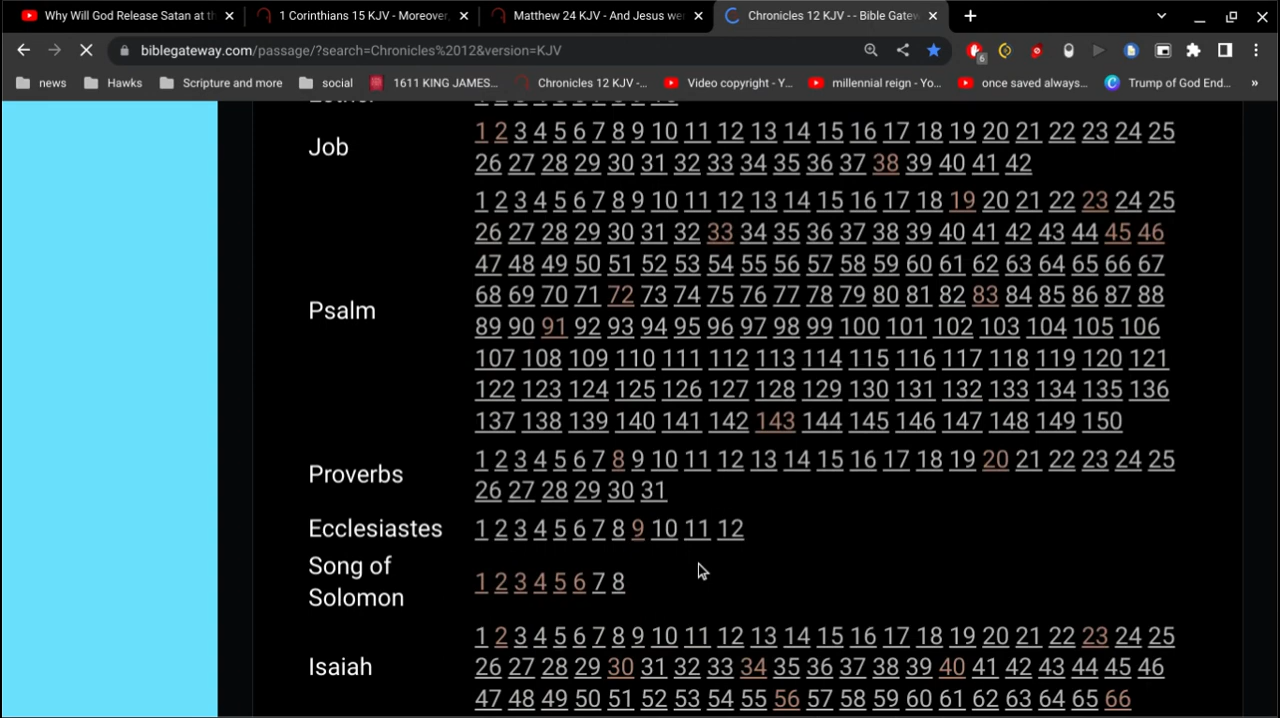 Why Will God Release Satan at th
1 Corinthians 15 KJV - Moreover,
Matthew 24 KJV - And Jesus we
Chronicles 12 KJV - - Bible Gatew
biblegateway.com/passage/?search=Chronicles%2012&version=KJV
6
news
Hawks
Scripture and more
social
1611 KING JAMES...
Chronicles 12 KJV -...
Video copyright - Y...
millennial reign - Yo...
once saved always...
Trump of God End...
»
Job
1 2 3 4 5 6 7 8 9 10 11 12 13 14 15 16 17 18 19 20 21 22 23 24 25
26 27 28 29 30 31 32 33 34 35 36 37 38 39 40 41 42
Psalm
1 2 3 4 5 6 7 8 9 10 11 12 13 14 15 16 17 18 19 20 21 22 23 24 25
26 27 28 29 30 31 32 33 34 35 36 37 38 39 40 41 42 43 44 45 46
47 48 49 50 51 52 53 54 55 56 57 58 59 60 61 62 63 64 65 66 67
68 69 70 71 72 73 74 75 76 77 78 79 80 81 82 83 84 85 86 87 88
89 90 91 92 93 94 95 96 97 98 99 100 101 102 103 104 105 106
107 108 109 110 111 112 113 114 115 116 117 118 119 120 121
122 123 124 125 126 127 128 129 130 131 132 133 134 135 136
137 138 139 140 141 142 143 144 145 146 147 148 149 150
Proverbs
1 2 3 4 5 6 7 8 9 10 11 12 13 14 15 16 17 18 19 20 21 22 23 24 25
26 27 28 29 30 31
Ecclesiastes
1 2 3 4 5 6 7 8 9 10 11 12
Song of
Solomon
1 2 3 4 5 6 7 8
Isaiah
1 2 3 4 5 6 7 8 9 10 11 12 13 14 15 16 17 18 19 20 21 22 23 24 25
26 27 28 29 30 31 32 33 34 35 36 37 38 39 40 41 42 43 44 45 46
47 48 49 50 51 52 53 54 55 56 57 58 59 60 61 62 63 64 65 66